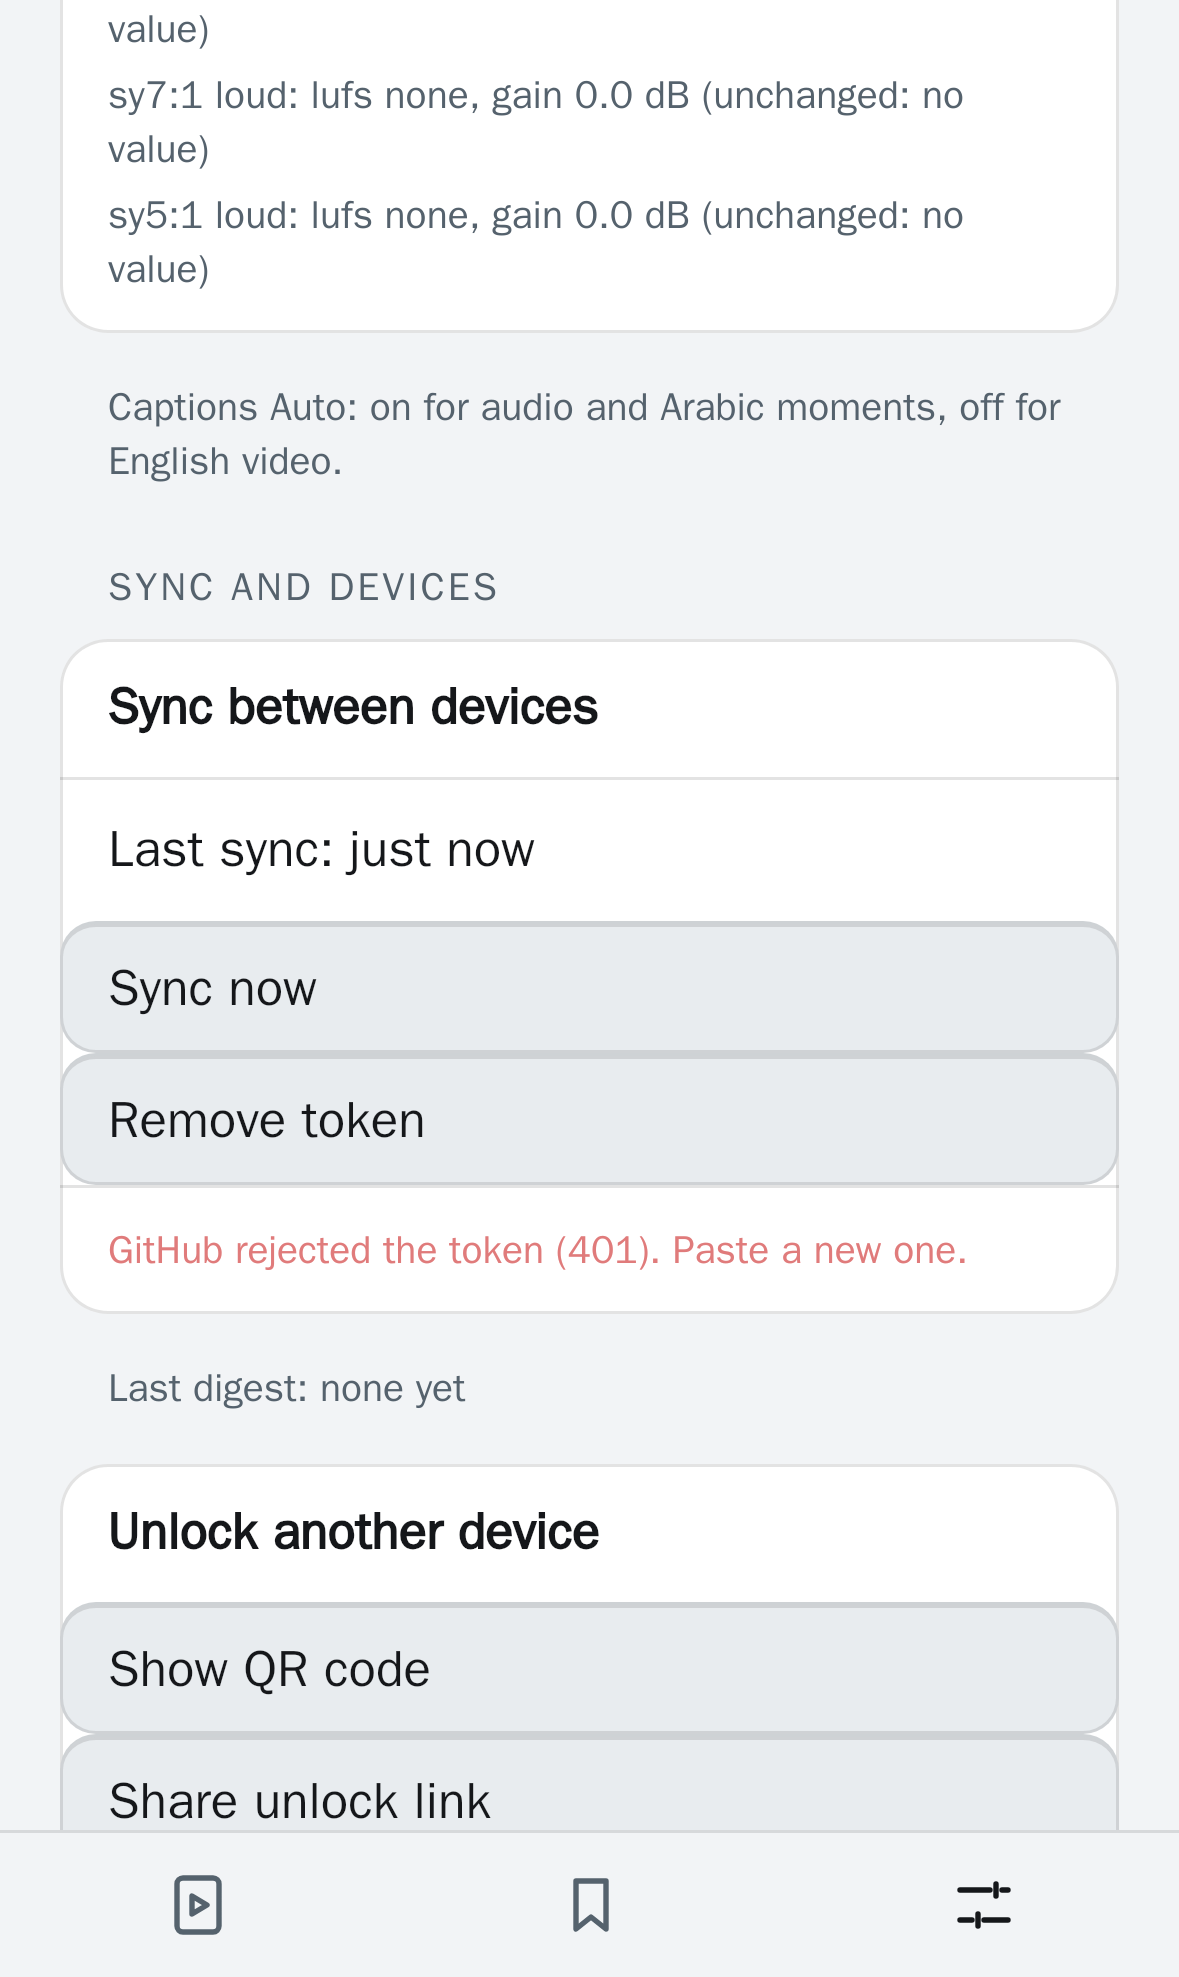 value)
sy7:1 loud: lufs none, gain 0.0 dB (unchanged: no
value)
sy5:1 loud: lufs none, gain 0.0 dB (unchanged: no
value)
Captions Auto: on for audio and Arabic moments, off for
English video.
SYNC AND DEVICES
Sync between devices
Last sync: just now
Sync now
Remove token
GitHub rejected the token (401). Paste a new one.
Last digest: none yet
Unlock another device
Show QR code
Share unlock link